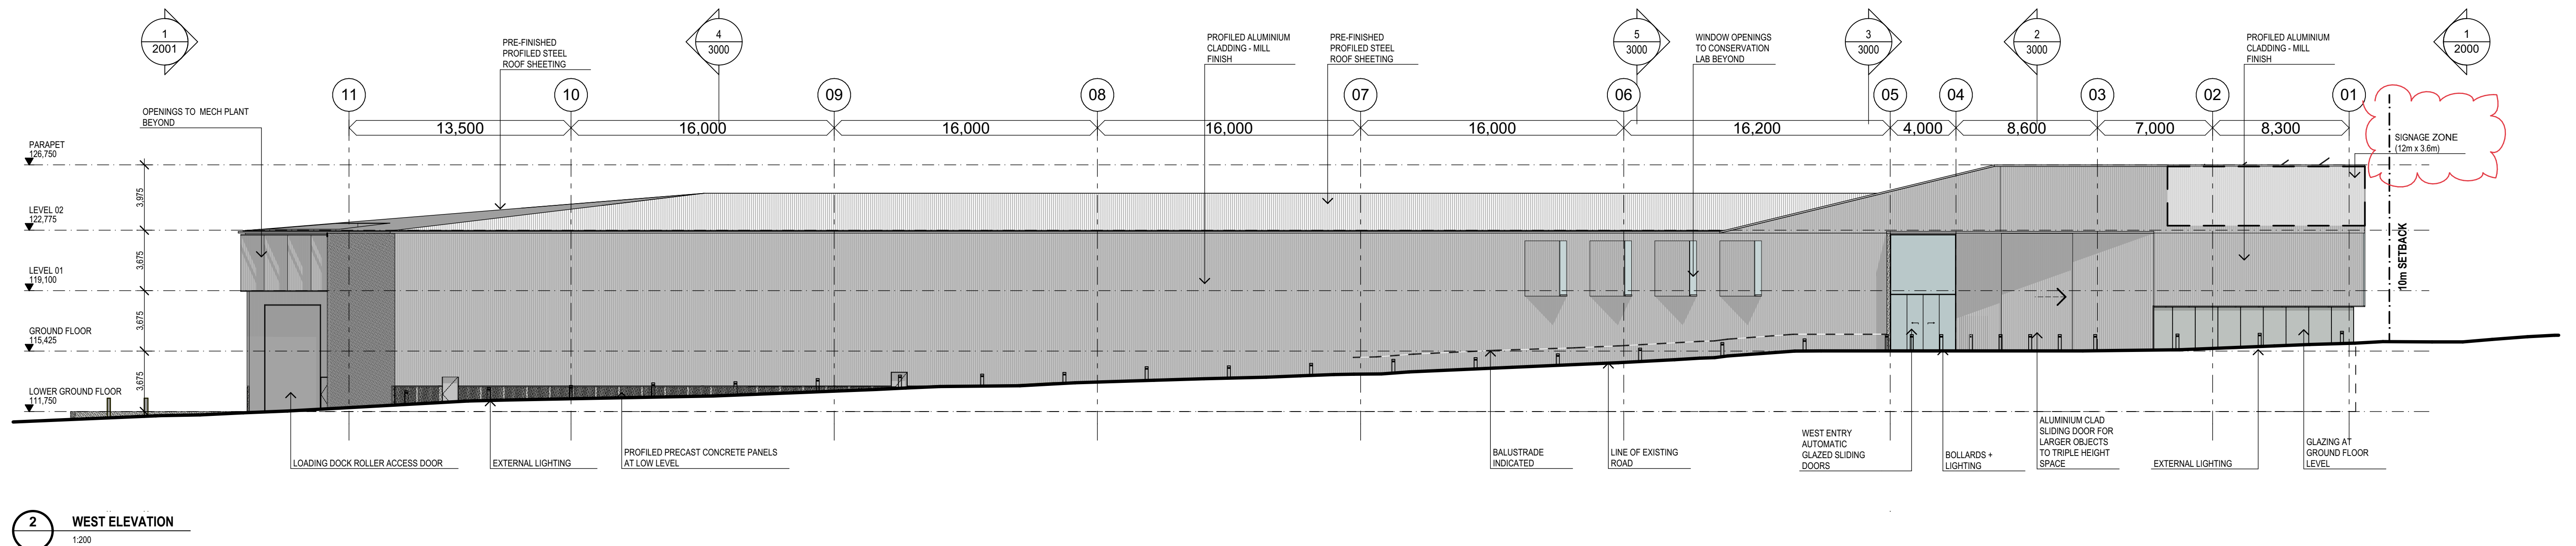 1
2001
4
3000
5
3000
3
3000
2
3000
1
2000
PRE-FINISHED
PROFILED STEEL
ROOF SHEETING
PROFILED ALUMINIUM
CLADDING - MILL
FINISH
PRE-FINISHED
PROFILED STEEL
ROOF SHEETING
WINDOW OPENINGS
TO CONSERVATION
LAB BEYOND
PROFILED ALUMINIUM
CLADDING - MILL
FINISH
11
10
09
08
07
06
05
04
03
02
01
OPENINGS TO MECH PLANT
BEYOND
13,500
16,000
16,000
16,000
16,000
16,200
4,000
8,600
7,000
8,300
SIGNAGE ZONE
(12m x 3.6m)
PARAPET
126,750
3,975
LEVEL 02
122,775
3,675
LEVEL 01
119,100
3,675
GROUND FLOOR
115,425
3,675
LOWER GROUND FLOOR
111,750
10m SETBACK
LOADING DOCK ROLLER ACCESS DOOR
EXTERNAL LIGHTING
PROFILED PRECAST CONCRETE PANELS
AT LOW LEVEL
BALUSTRADE
INDICATED
LINE OF EXISTING
ROAD
WEST ENTRY
AUTOMATIC
GLAZED SLIDING
DOORS
BOLLARDS +
LIGHTING
ALUMINIUM CLAD
SLIDING DOOR FOR
LARGER OBJECTS
TO TRIPLE HEIGHT
SPACE
EXTERNAL LIGHTING
GLAZING AT
GROUND FLOOR
LEVEL
2
WEST ELEVATION
1:200